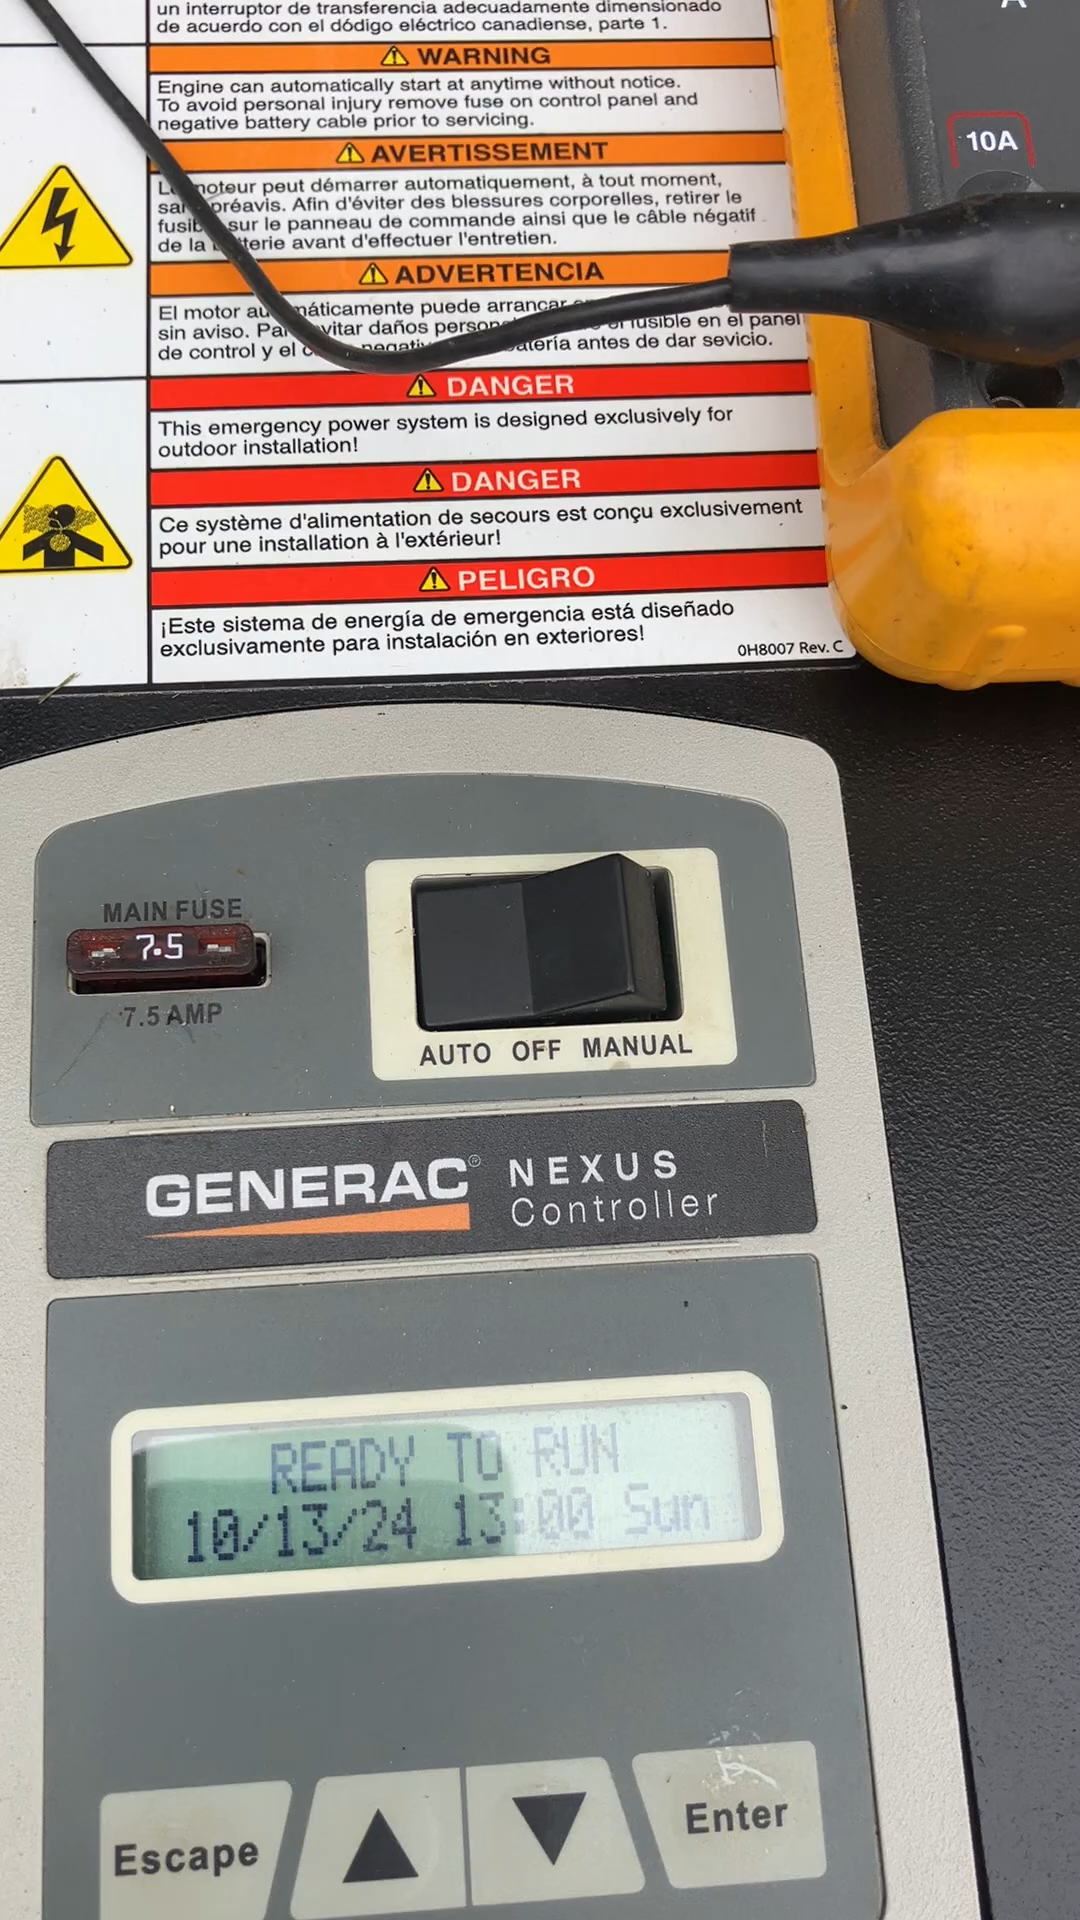 un interruptor de transferencia adecuadamente dimensionado
de acuerdo con el dódigo eléctrico canadiense, parte 1.
WARNING
Engine can automatically start at anytime without notice.
To avoid personal injury remove fuse on control panel and
negative battery cable prior to servicing.
AVERTISSEMENT
moteur peut démarrer automatiquement, à tout moment,
préavis. Afin d'éviter des blessures corporelles, retirer le
sur le panneau de commande ainsi que le câble négatif
de la avant d'effectuer l'entretien.
ADVERTENCIA
El motor puede arrancar
sin aviso. daños fusible en el panel
de control y el antes de dar sevicio.
DANGER
This emergency power system is designed exclusively for
outdoor installation!
DANGER
Ce système d'alimentation de secours est conçu exclusivement
pour une installation à l'extérieur!
PELIGRO
¡Este sistema de energía de emergencia está diseñado
exclusivamente para instalación en exteriores!
0H8007 Rev. C
10A
MAIN FUSE
7.5
7.5 AMP
AUTO OFF MANUAL
GENERAC® NEXUS
Controller
READY TO RUN
10/13/24 13:00 Sun
Escape
Enter